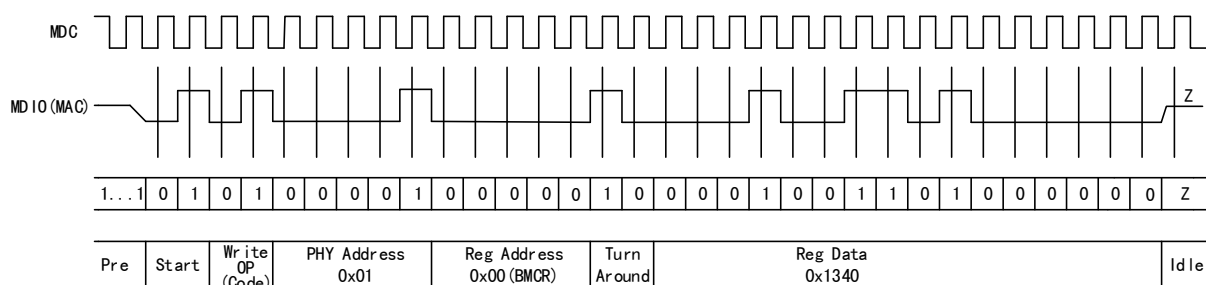 MDC
MDIO(MAC)
Z
1...1 0 1 0 1 0 0 0 0 1 0 0 0 0 0 1 0 0 0 0 1 0 0 1 1 0 1 0 0 0 0 0 0 Z
Pre Start Write OP (Code) PHY Address 0x01 Reg Address 0x00(BMCR) Turn Around Reg Data 0x1340 Idle